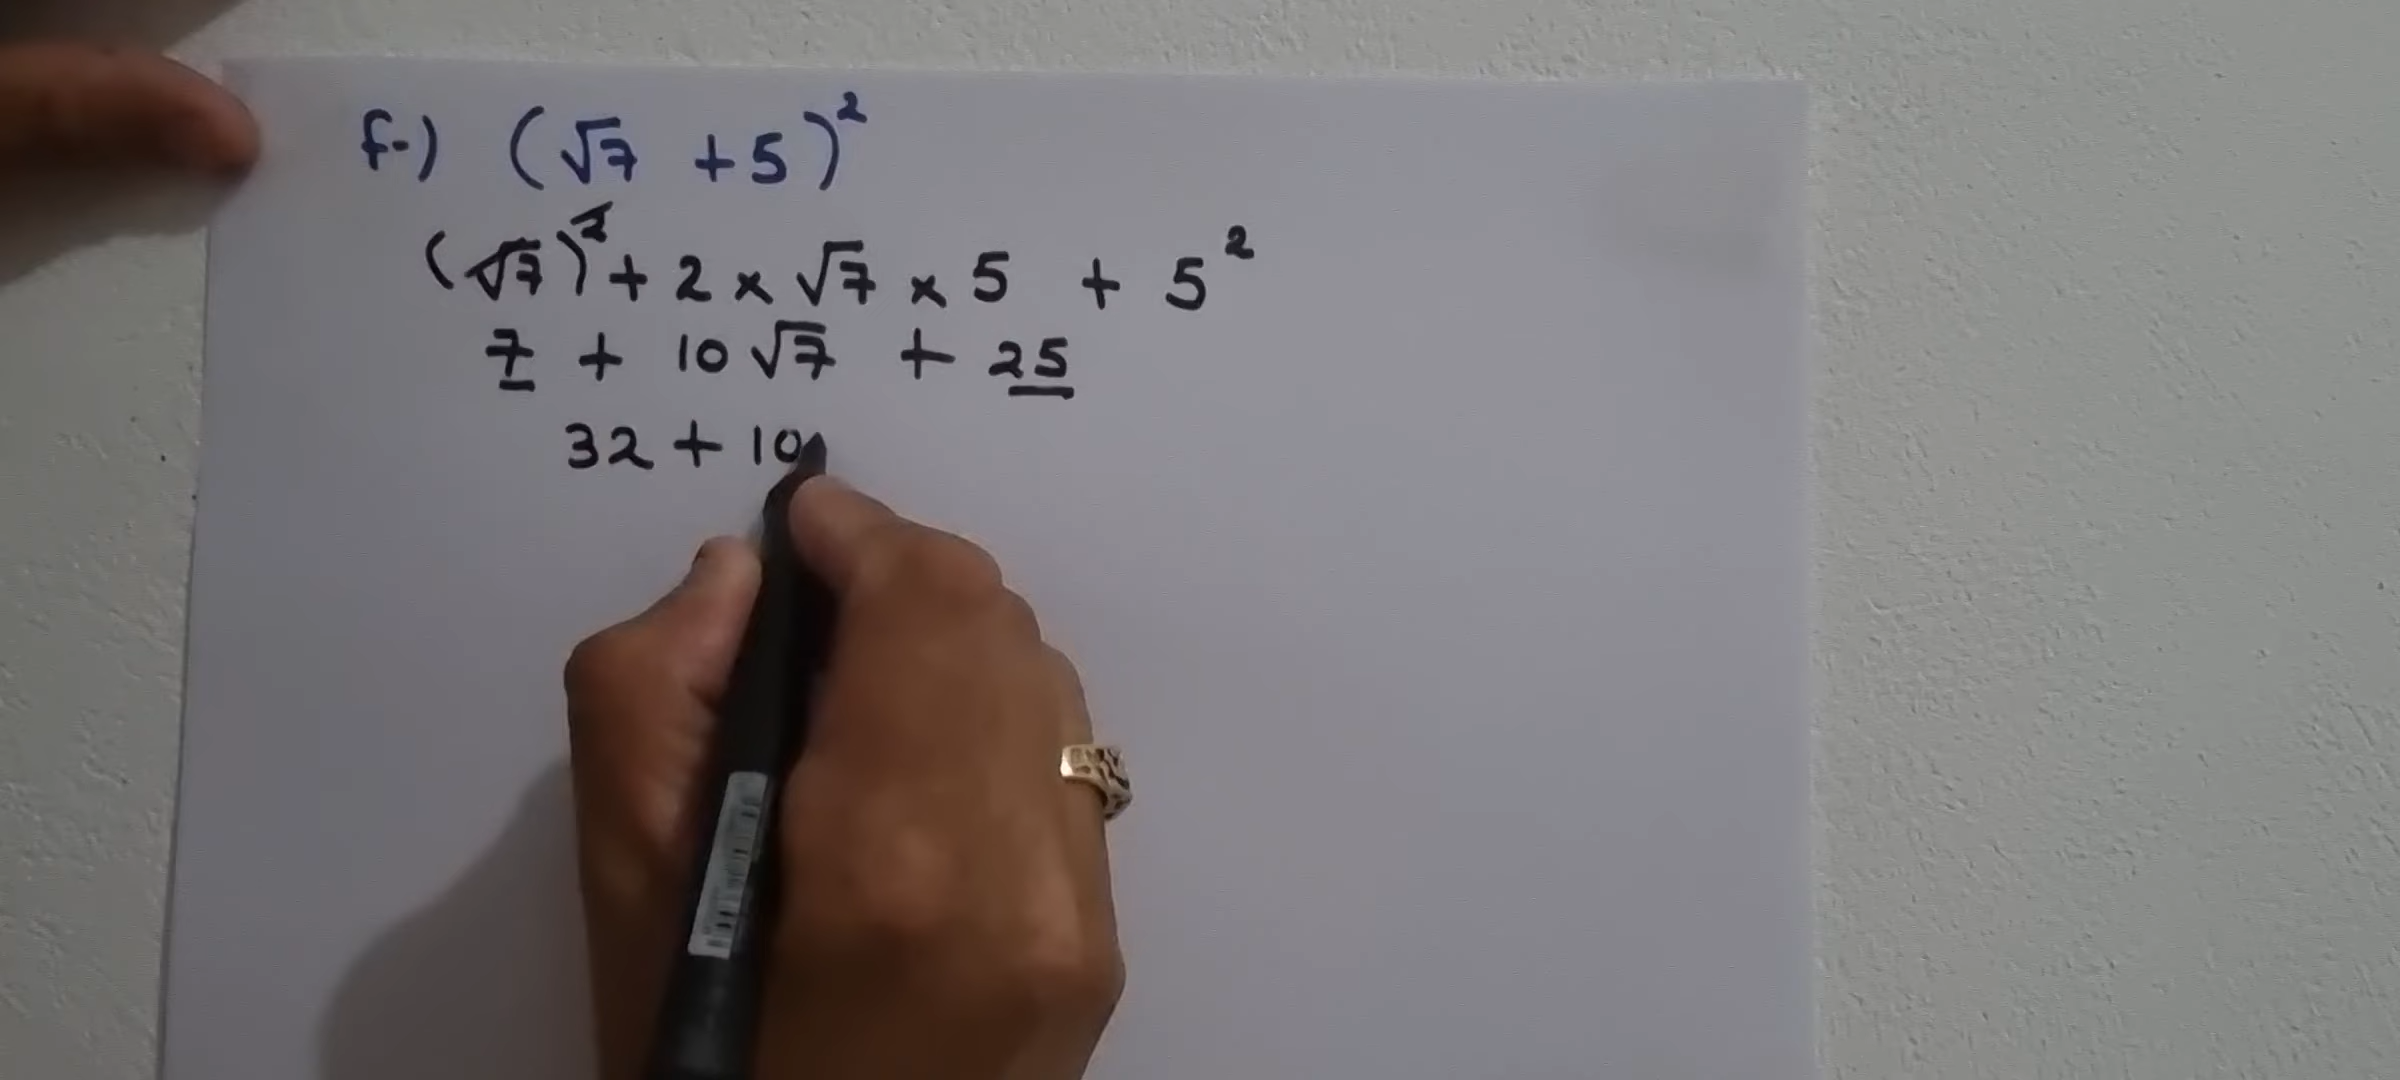 f-) (√7 + 5)²
(√7)² + 2 × √7 × 5 + 5²
7 + 10√7 + 25
32 + 10